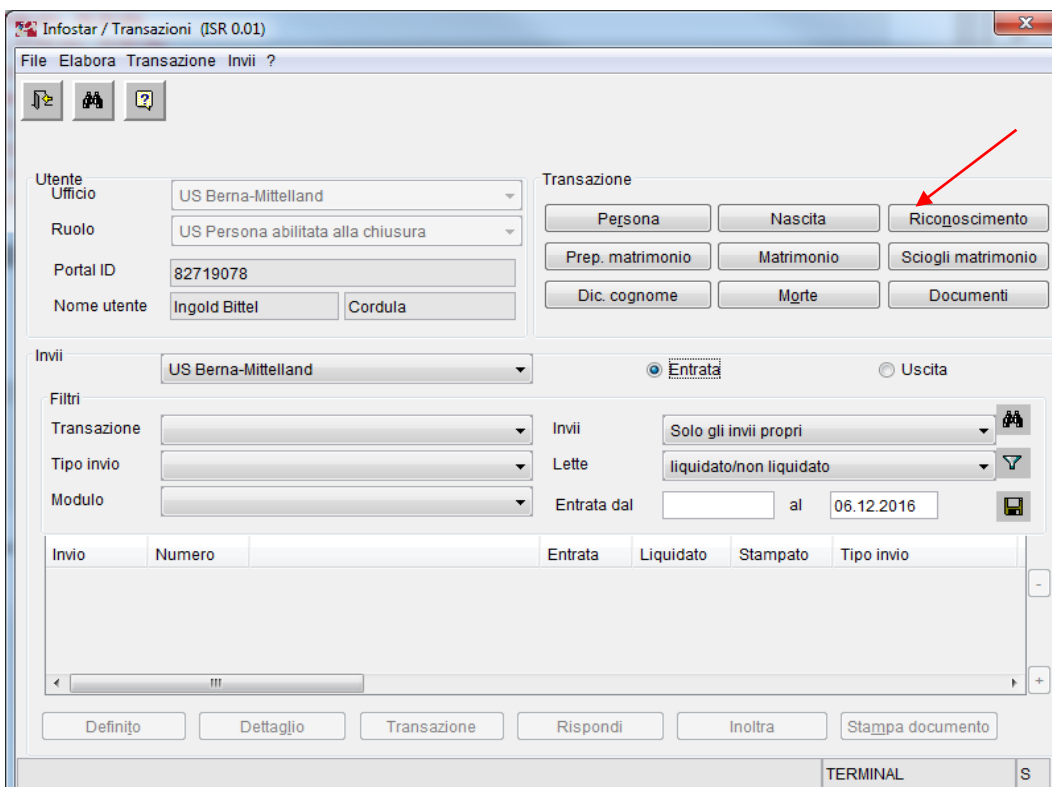 Infostar / Transazioni (ISR 0.01)
File Elabora Transazione Invii ?
Utente
Ufficio US Berna-Mittelland
Ruolo US Persona abilitata alla chiusura
Portal ID 82719078
Nome utente Ingold Bittel Cordula
Transazione
Persona Nascita Riconoscimento
Prep. matrimonio Matrimonio Sciogli matrimonio
Dic. cognome Morte Documenti
Invii US Berna-Mittelland Entrata Uscita
Filtri
Transazione Invii Solo gli invii propri
Tipo invio Lette liquidato/non liquidato
Modulo Entrata dal al 06.12.2016
Invio Numero Entrata Liquidato Stampato Tipo invio
-
+
Definito Dettaglio Transazione Rispondi Inoltra Stampa documento
TERMINAL S